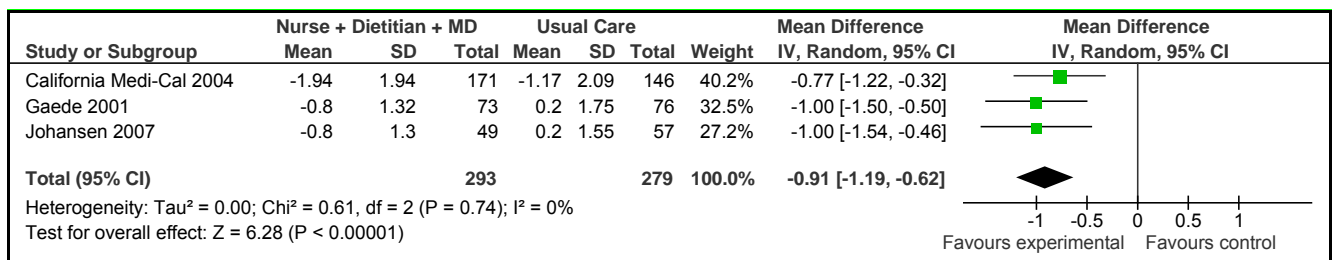 Nurse + Dietitian + MD Usual Care Mean Difference Mean Difference
Study or Subgroup Mean SD Total Mean SD Total Weight IV, Random, 95% CI IV, Random, 95% CI
California Medi-Cal 2004 -1.94 1.94 171 -1.17 2.09 146 40.2% -0.77 [-1.22, -0.32]
Gaede 2001 -0.8 1.32 73 0.2 1.75 76 32.5% -1.00 [-1.50, -0.50]
Johansen 2007 -0.8 1.3 49 0.2 1.55 57 27.2% -1.00 [-1.54, -0.46]
Total (95% CI) 293 279 100.0% -0.91 [-1.19, -0.62]
Heterogeneity: Tau² = 0.00; Chi² = 0.61, df = 2 (P = 0.74); I² = 0%
Test for overall effect: Z = 6.28 (P < 0.00001)
-1 -0.5 0 0.5 1
Favours experimental Favours control